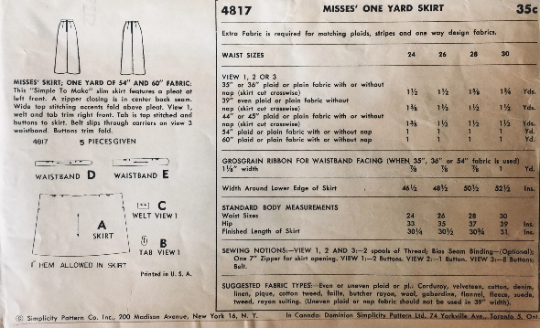 4817 MISSES' ONE YARD SKIRT 35c
Extra Fabric is required for matching plaids, stripes and one way design fabrics.
WAIST SIZES 24 26 28 30
VIEW 1, 2 OR 3
35" or 36" plaid or plain fabric with or without
nap (skirt cut crosswise) 1½ 1½ 1⅝ 1¾ Yds.
39" even plaid or plain fabric without
nap (skirt cut crosswise) 1⅜ 1½ 1½ 1½ Yds.
44" or 45" plaid or plain fabric with or without
nap (skirt cut crosswise) 1⅜ 1½ 1½ 1½ Yds.
54" plaid or plain fabric with or without nap 1 1 1 1 Yd.
60" plaid or plain fabric with or without nap 1 1 1 1 Yd.
GROSGRAIN RIBBON FOR WAISTBAND FACING (WHEN 35", 36" or 54" fabric is used)
1⅛" width ⅞ ⅞ ⅞ 1 Yd.
Width Around Lower Edge of Skirt 46½ 48½ 50½ 52½ Ins.
STANDARD BODY MEASUREMENTS
Waist Sizes 24 26 28 30
Hip 33 35 37 39 Ins.
Finished Length of Skirt 30¼ 30½ 30¾ 31 Ins.
SEWING NOTIONS:—VIEW 1, 2 AND 3:—2 spools of Thread; Bias Seam Binding—(Optional);
One 7" Zipper for skirt opening. VIEW 1:—2 Buttons. VIEW 2:—1 Button. VIEW 3:—8 Buttons;
Belt.
SUGGESTED FABRIC TYPES:— Even or uneven plaid or pl.: Corduroy, velveteen, cotton, denim,
linen, pique, cotton tweed, faille, butcher rayon, wool, gabardine, flannel, fleece, suede,
tweed, rayon suiting. (Uneven plaid or nap fabric should not be used in 39" width).
MISSES' SKIRT; ONE YARD OF 54" AND 60" FABRIC:
This "Simple To Make" slim skirt features a pleat at
left front. A zipper closing is in center back seam.
Wide top stitching accents fold above pleat. View 1,
welt and tab trim right front. Tab is top stitched and
buttons to skirt. Belt slips through carriers on view 3
waistband. Buttons trim fold.
4817 5 PIECES GIVEN
WAISTBAND D WAISTBAND E
A
SKIRT
C
WELT VIEW 1
B
TAB VIEW 1
1" HEM ALLOWED IN SKIRT
Printed in U. S. A.
© Simplicity Pattern Co. Inc., 200 Madison Avenue, New York 16, N. Y. In Canada: Dominion Simplicity Pattern Ltd. 74 Yorkville Ave., Toronto 5, Ont.